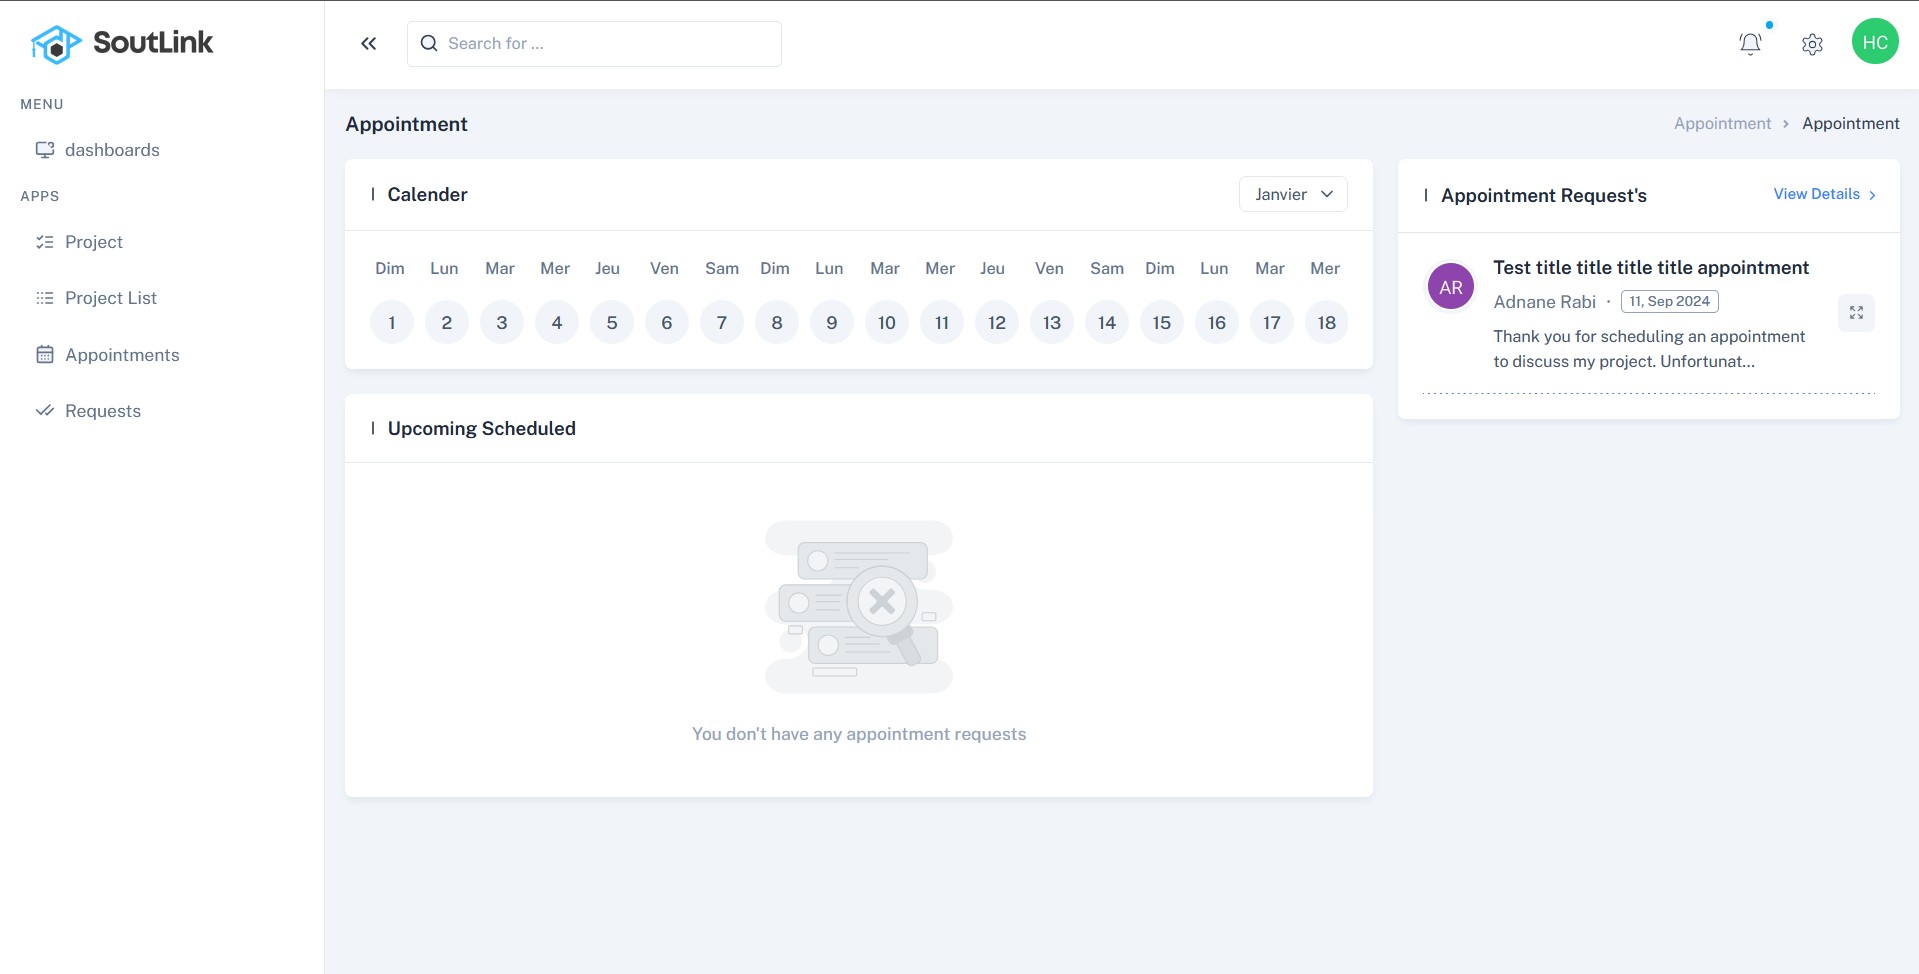 SoutLink
MENU
dashboards
APPS
Project
Project List
Appointments
Requests
Search for ...
HC
Appointment
Appointment Appointment
Calender
Janvier
Dim Lun Mar Mer Jeu Ven Sam Dim Lun Mar Mer Jeu Ven Sam Dim Lun Mar Mer
1 2 3 4 5 6 7 8 9 10 11 12 13 14 15 16 17 18
Upcoming Scheduled
You don't have any appointment requests
Appointment Request's View Details
AR
Test title title title title appointment
Adnane Rabi · 11, Sep 2024
Thank you for scheduling an appointment
to discuss my project. Unfortunat...